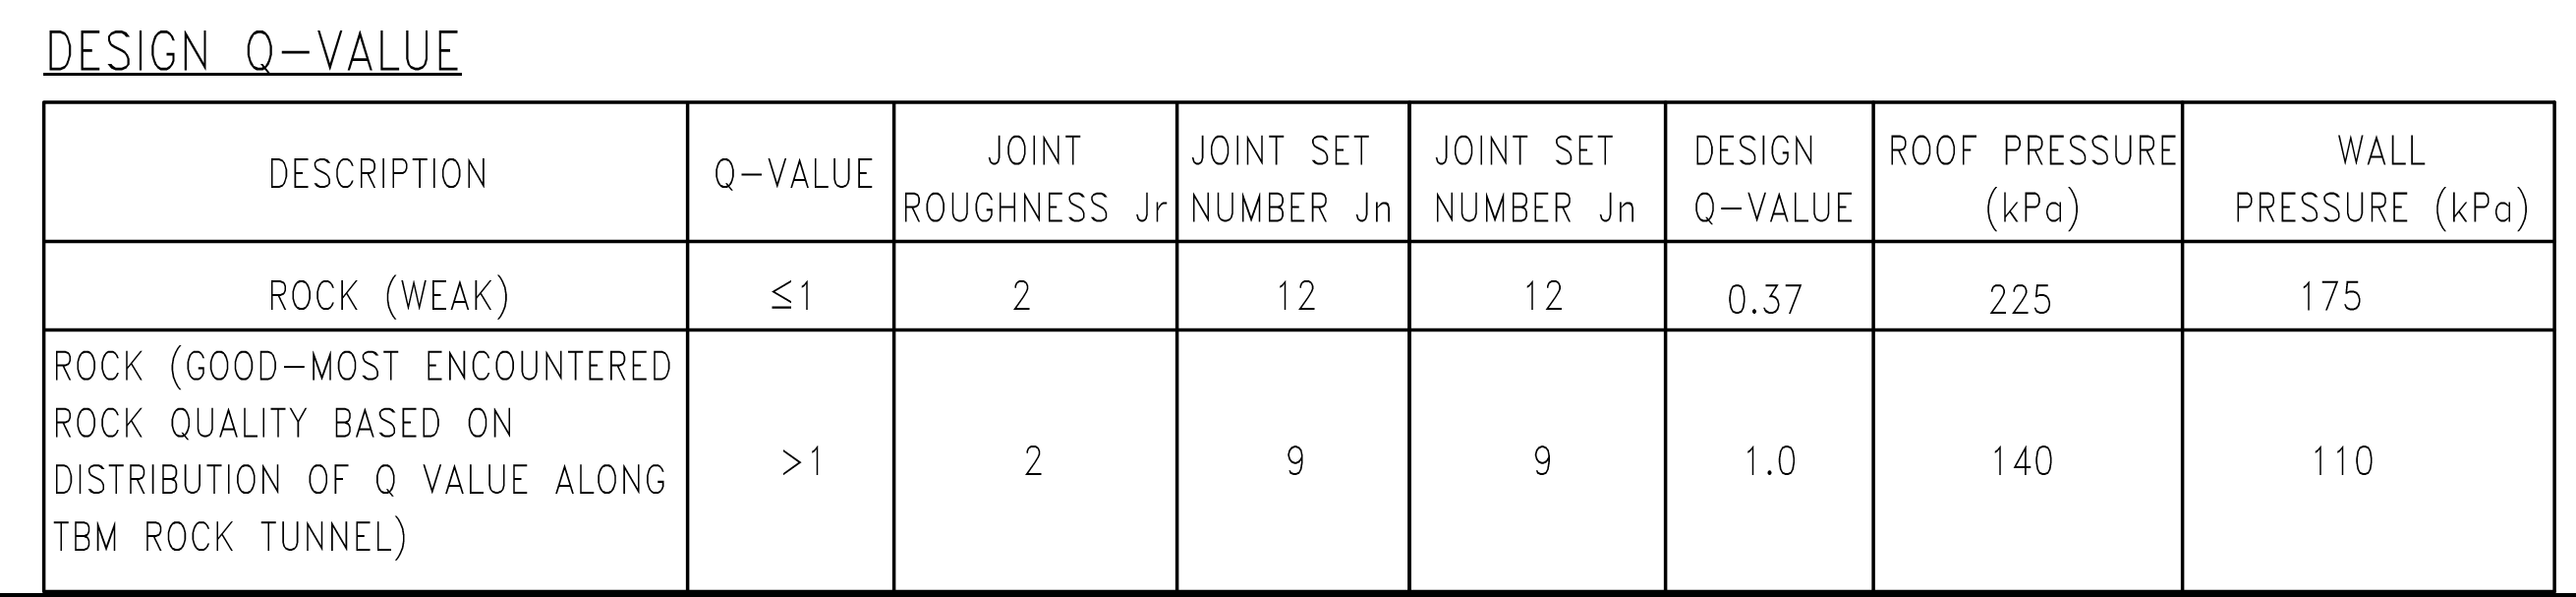 DESIGN Q-VALUE
DESCRIPTION
Q-VALUE
JOINT
ROUGHNESS Jr
JOINT SET
NUMBER Jn
JOINT SET
NUMBER Jn
DESIGN
Q-VALUE
ROOF PRESSURE
(kPa)
WALL
PRESSURE (kPa)
ROCK (WEAK)
≤1
2
12
12
0.37
225
175
ROCK (GOOD-MOST ENCOUNTERED
ROCK QUALITY BASED ON
DISTRIBUTION OF Q VALUE ALONG
TBM ROCK TUNNEL)
>1
2
9
9
1.0
140
110